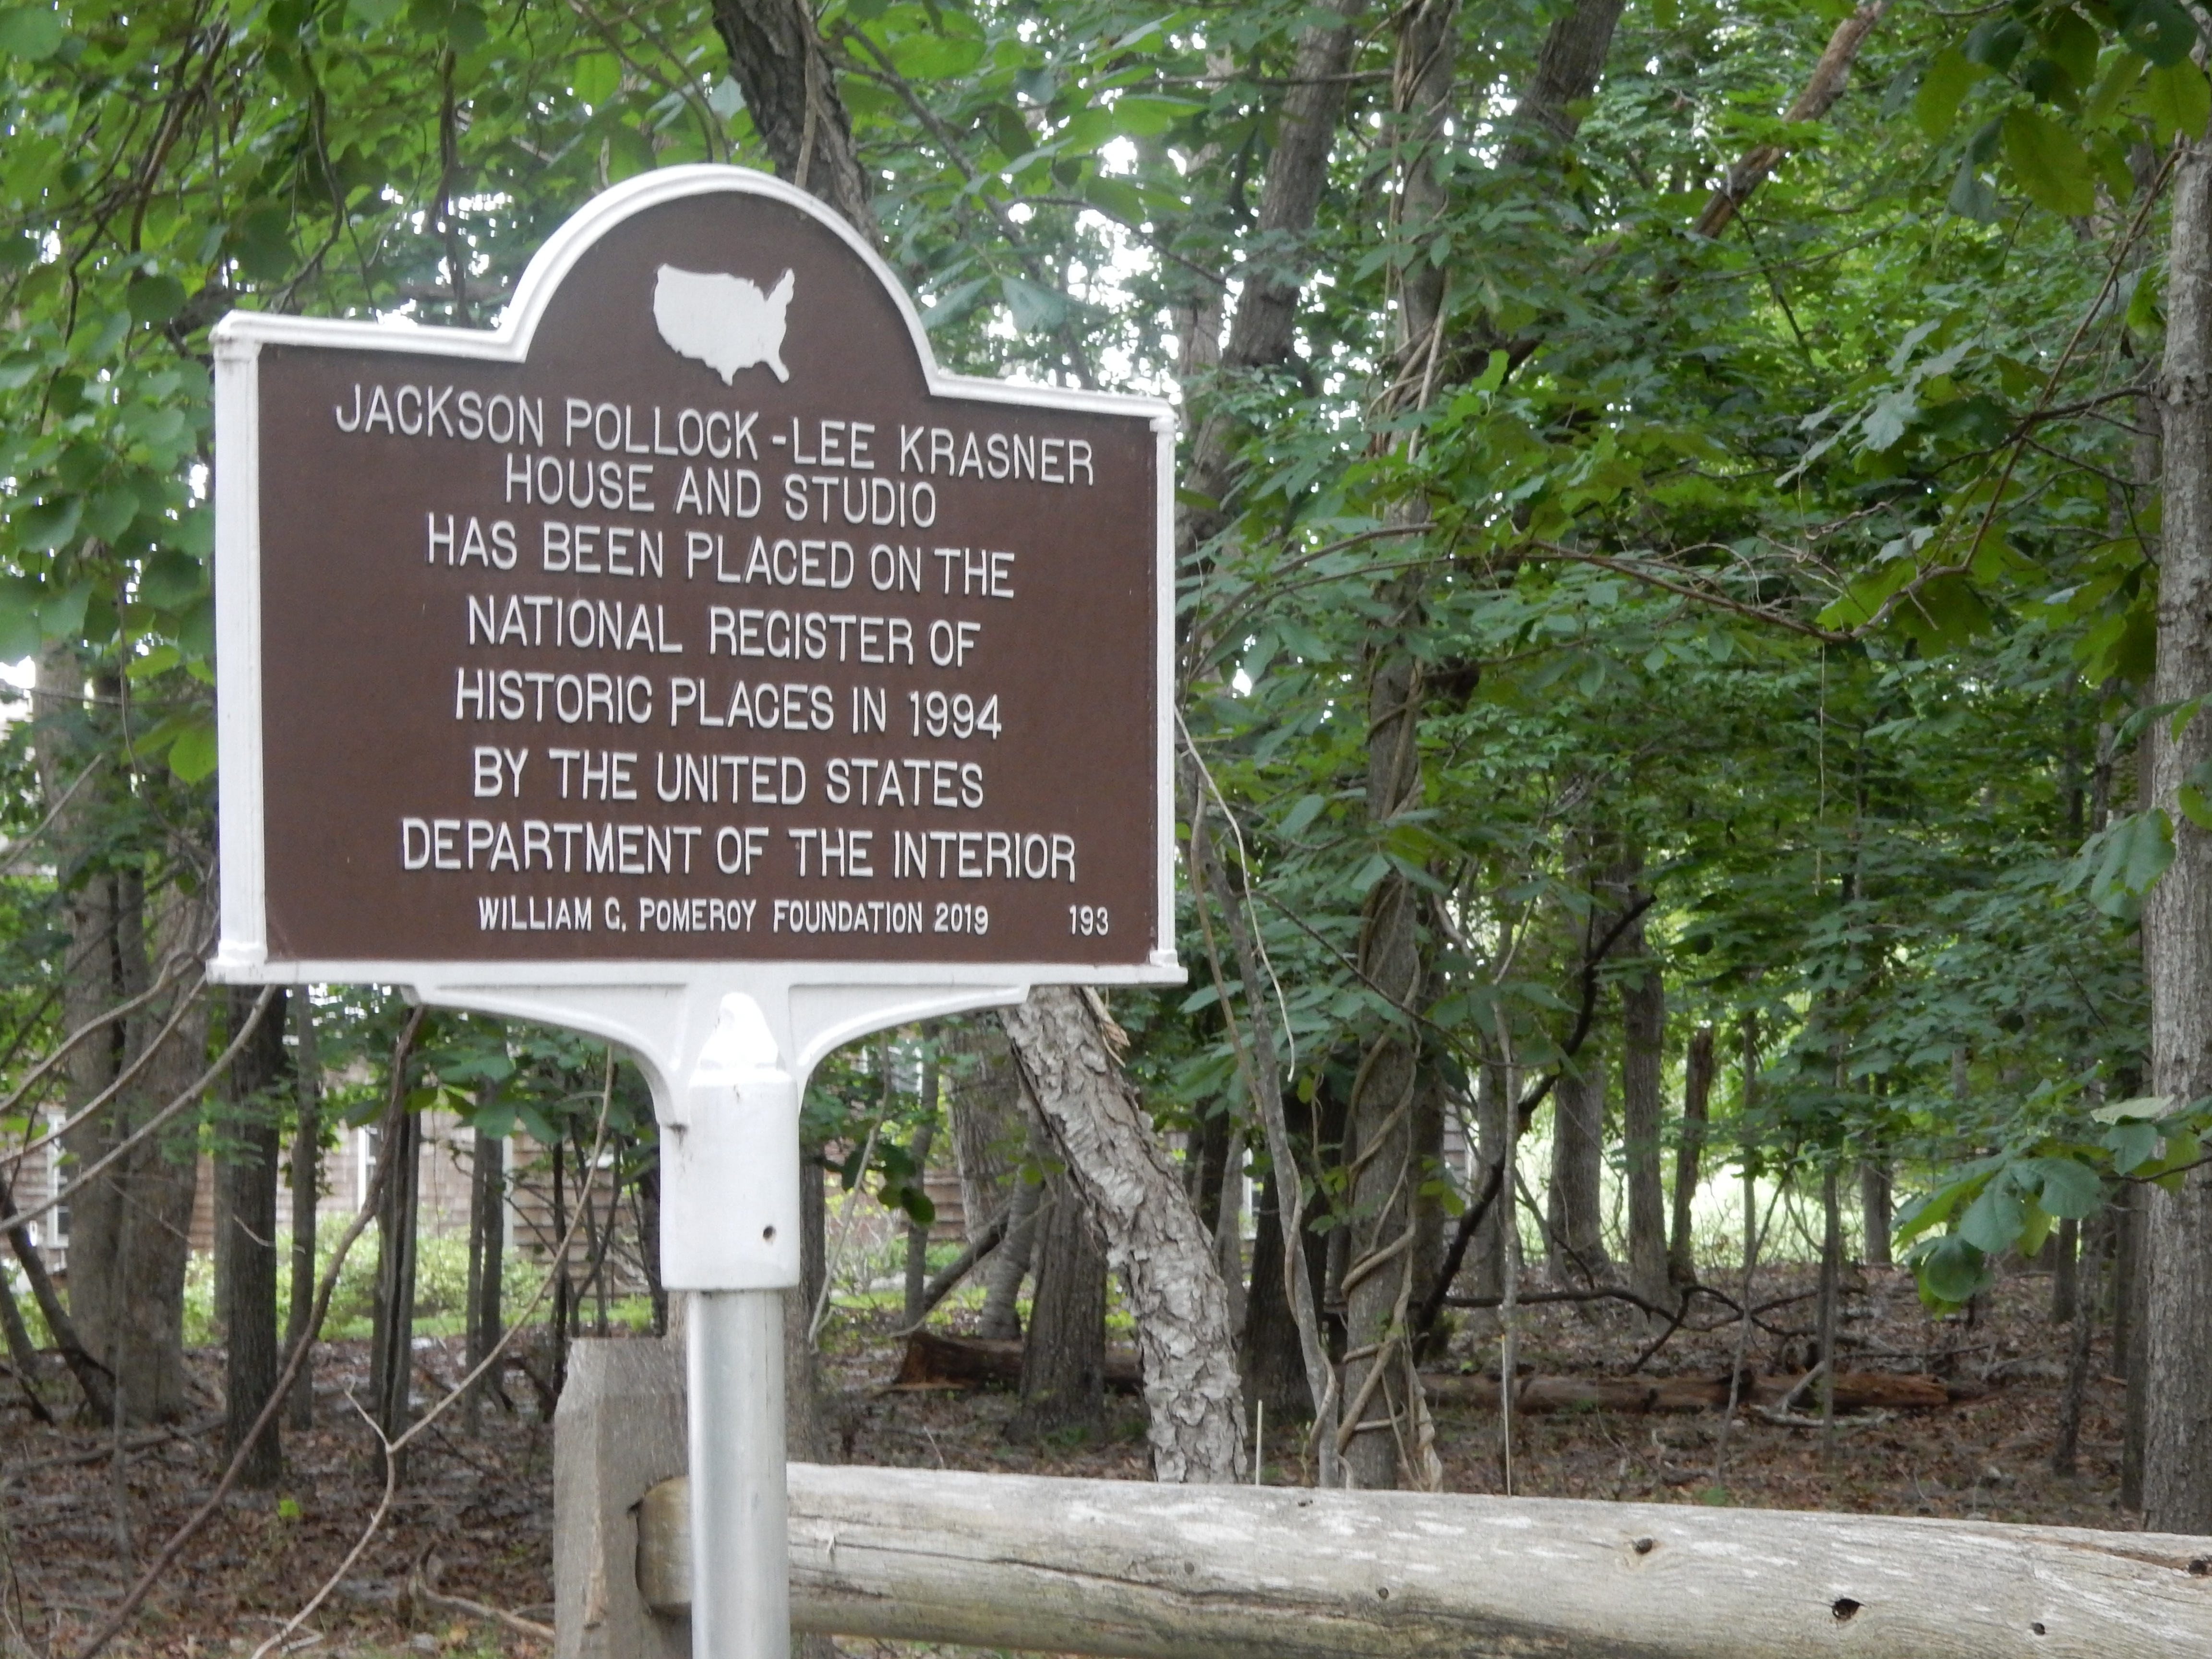 JACKSON POLLOCK-LEE KRASNER
HOUSE AND STUDIO
HAS BEEN PLACED ON THE
NATIONAL REGISTER OF
HISTORIC PLACES IN 1994
BY THE UNITED STATES
DEPARTMENT OF THE INTERIOR
WILLIAM G. POMEROY FOUNDATION 2019 193